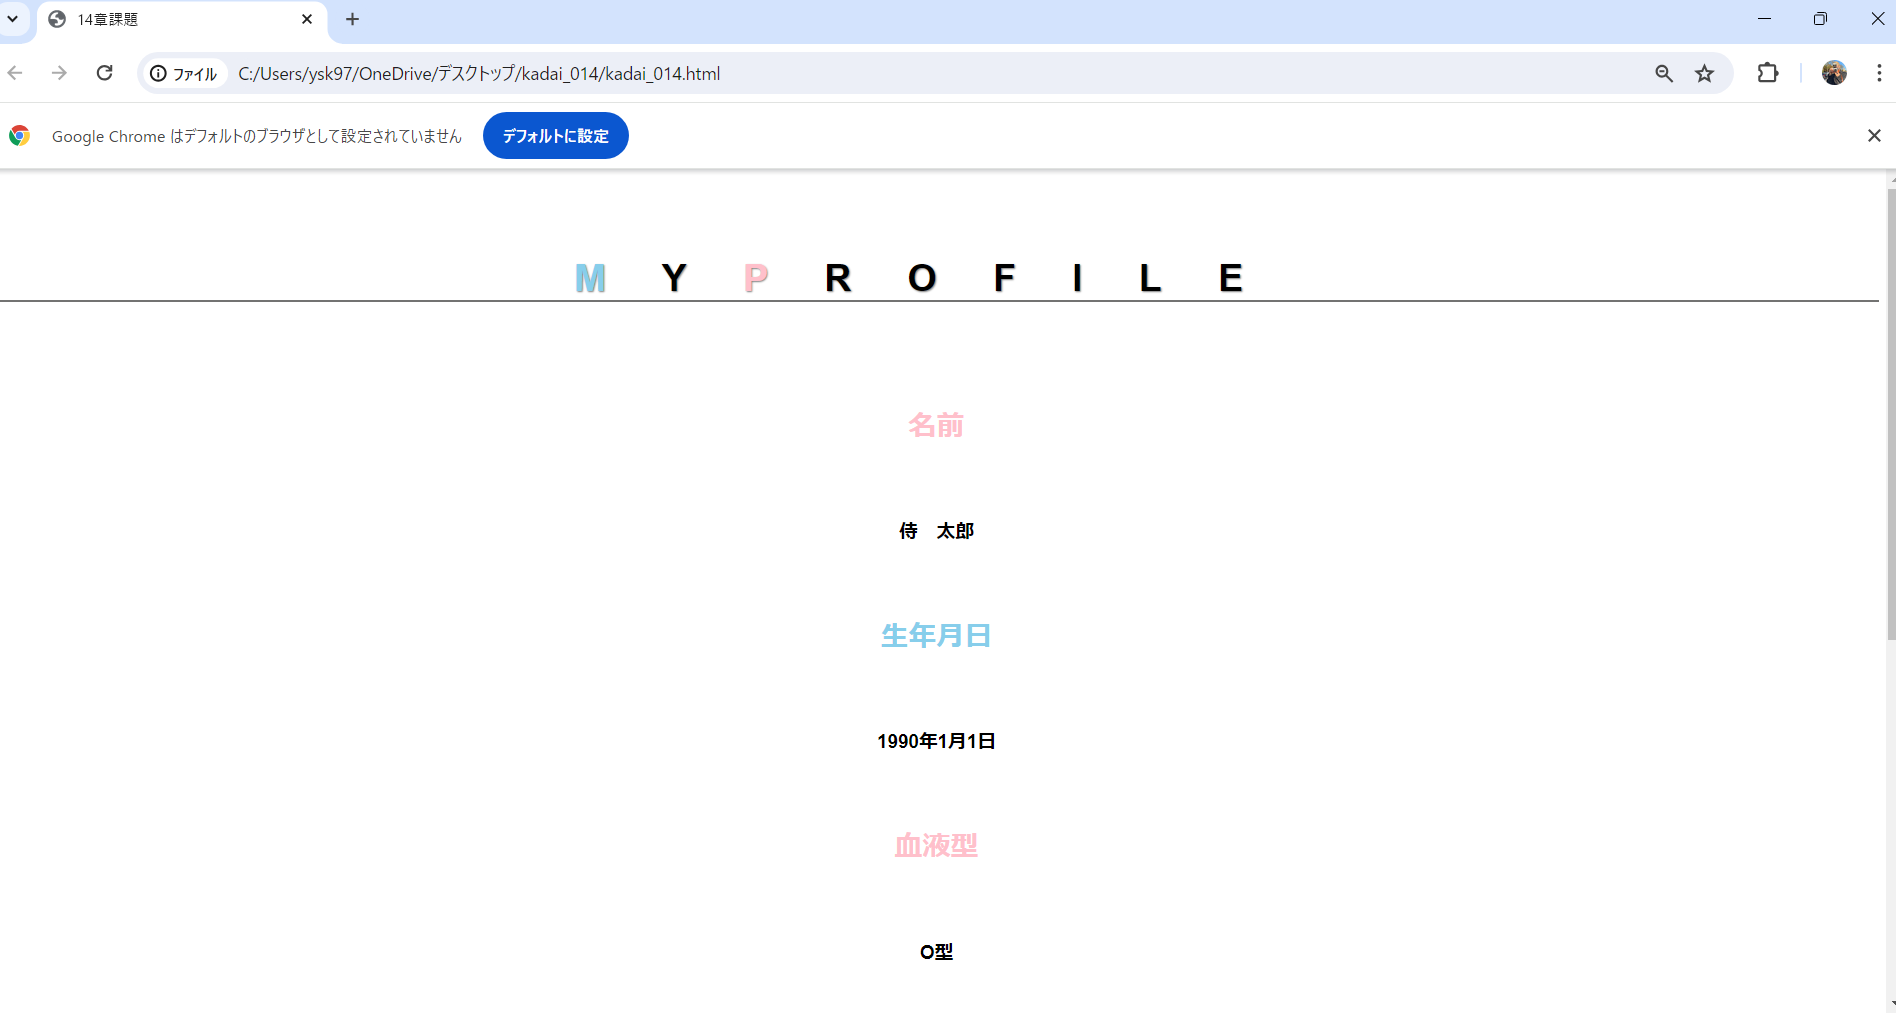 14章課題
ファイル C:/Users/ysk97/OneDrive/デスクトップ/kadai_014/kadai_014.html
Google Chrome はデフォルトのブラウザとして設定されていません デフォルトに設定
M Y P R O F I L E
名前
侍　太郎
生年月日
1990年1月1日
血液型
O型